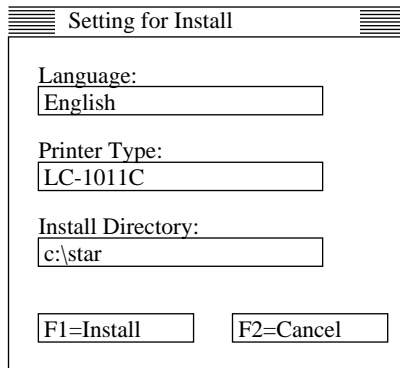 Setting for Install
Language:
English
Printer Type:
LC-1011C
Install Directory:
c:\star
F1=Install F2=Cancel